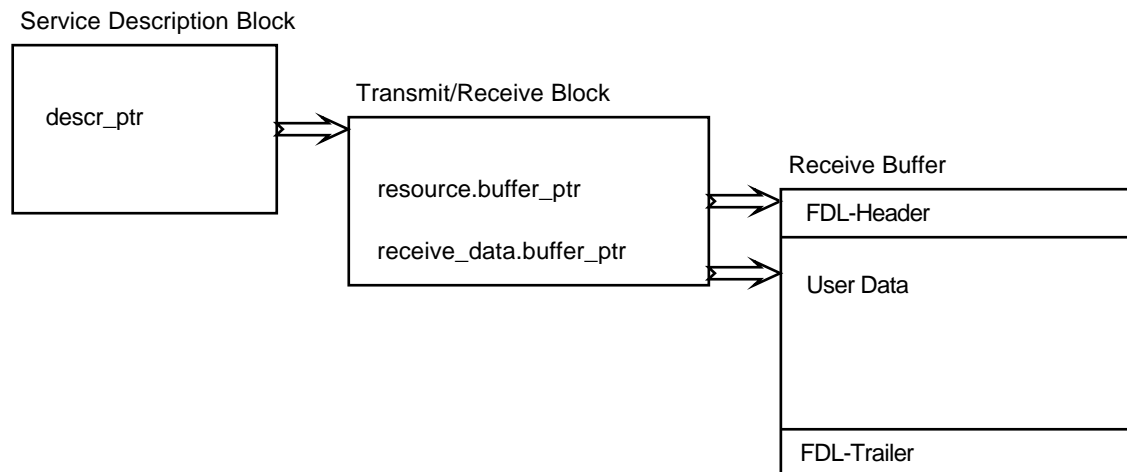 Service Description Block
descr_ptr
Transmit/Receive Block
resource.buffer_ptr
receive_data.buffer_ptr
Receive Buffer
FDL-Header
User Data
FDL-Trailer